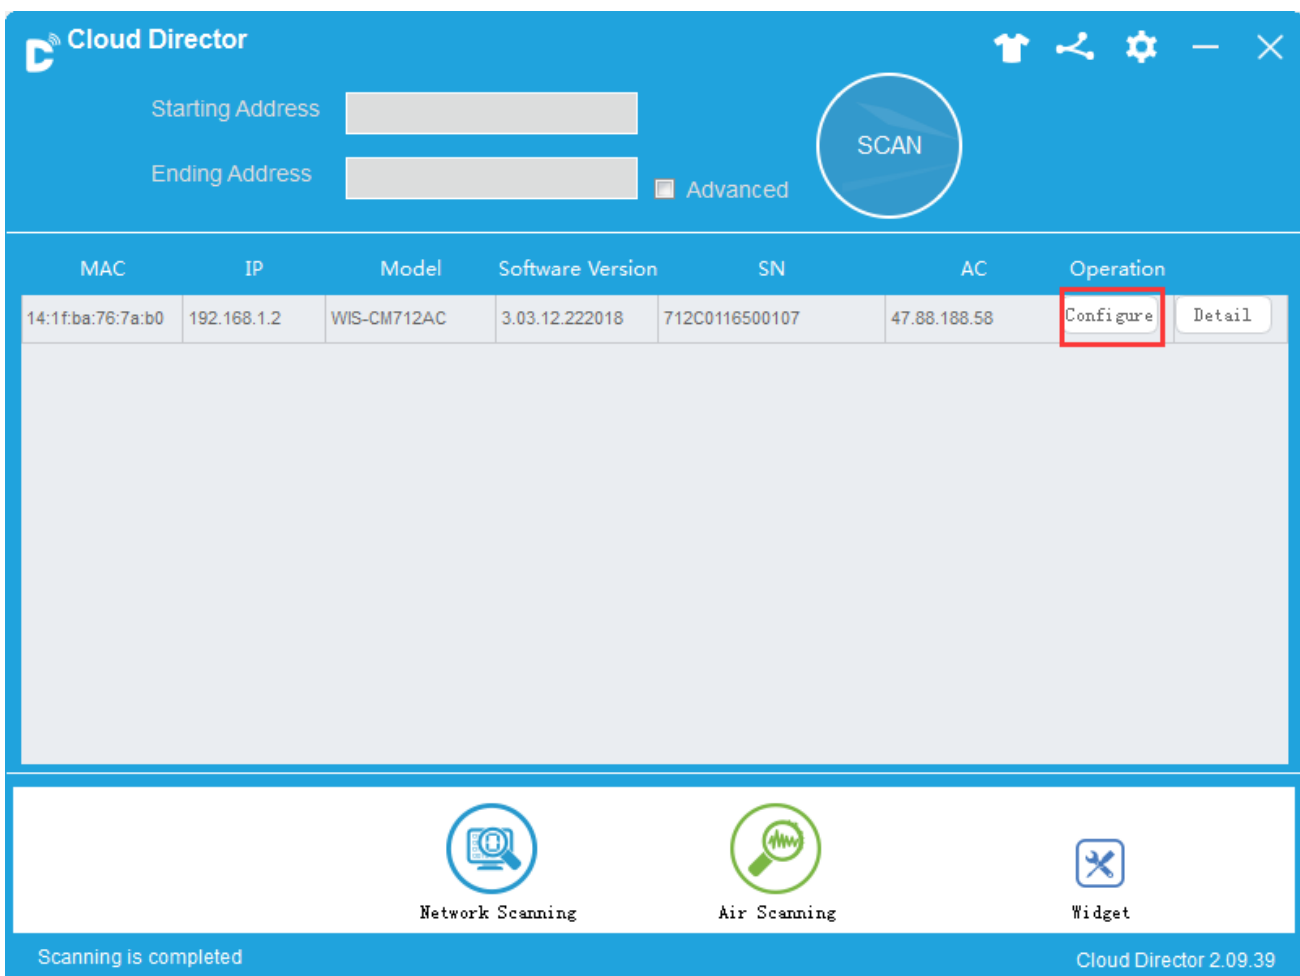 Cloud Director
Starting Address
SCAN
Ending Address
Advanced
MAC IP Model Software Version SN AC Operation
14:1f:ba:76:7a:b0 192.168.1.2 WIS-CM712AC 3.03.12.222018 712C0116500107 47.88.188.58 Configure Detail
Network Scanning Air Scanning Widget
Scanning is completed Cloud Director 2.09.39